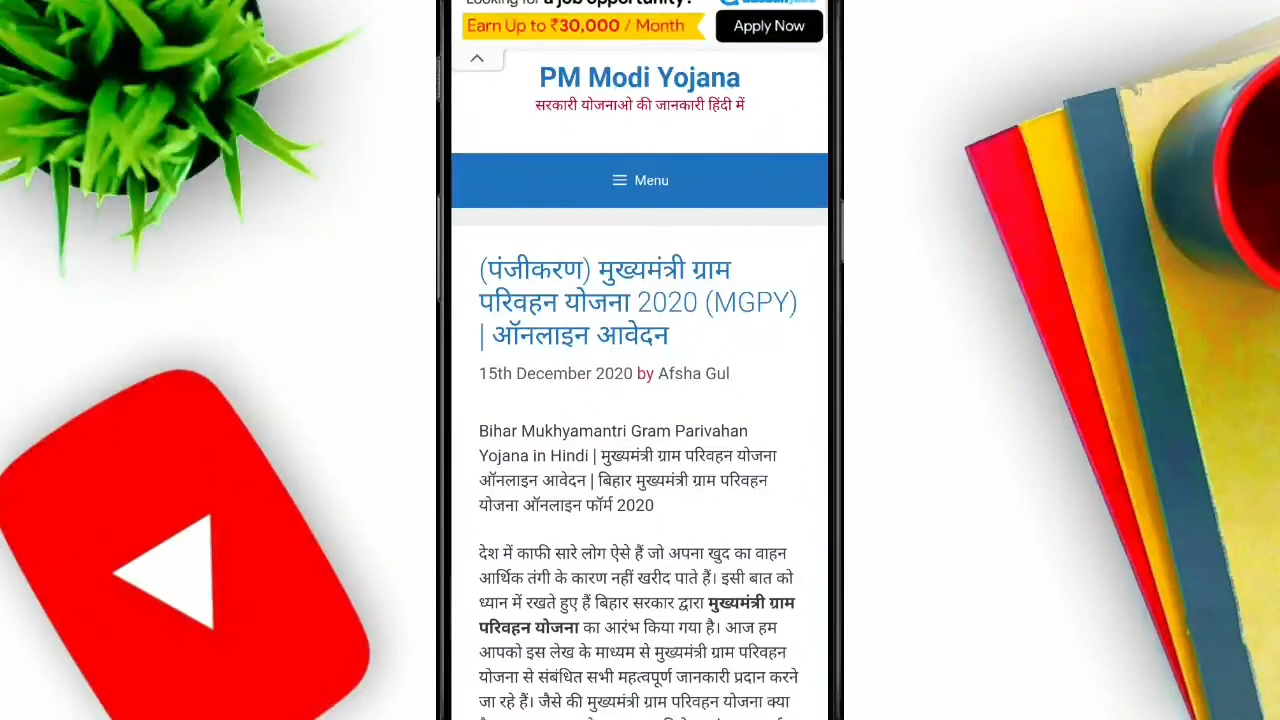 Looking for a job opportunity?
Earn Up to ₹30,000 / Month
Apply Now
PM Modi Yojana
सरकारी योजनाओ की जानकारी हिंदी में
Menu
(पंजीकरण) मुख्यमंत्री ग्राम
परिवहन योजना 2020 (MGPY)
| ऑनलाइन आवेदन
15th December 2020 by Afsha Gul
Bihar Mukhyamantri Gram Parivahan
Yojana in Hindi | मुख्यमंत्री ग्राम परिवहन योजना
ऑनलाइन आवेदन | बिहार मुख्यमंत्री ग्राम परिवहन
योजना ऑनलाइन फॉर्म 2020
देश में काफी सारे लोग ऐसे हैं जो अपना खुद का वाहन
आर्थिक तंगी के कारण नहीं खरीद पाते हैं। इसी बात को
ध्यान में रखते हुए हैं बिहार सरकार द्वारा मुख्यमंत्री ग्राम
परिवहन योजना का आरंभ किया गया है। आज हम
आपको इस लेख के माध्यम से मुख्यमंत्री ग्राम परिवहन
योजना से संबंधित सभी महत्वपूर्ण जानकारी प्रदान करने
जा रहे हैं। जैसे की मुख्यमंत्री ग्राम परिवहन योजना क्या